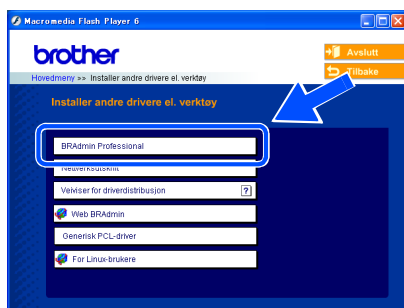 Macromedia Flash Player 6
brother
Avslutt
Hovedmeny >> Installer andre drivere el. verktøy
Tilbake
Installer andre drivere el. verktøy
BRAdmin Professional
Nettverksutskrift
Veiviser for driverdistribusjon ?
Web BRAdmin
Generisk PCL-driver
For Linux-brukere